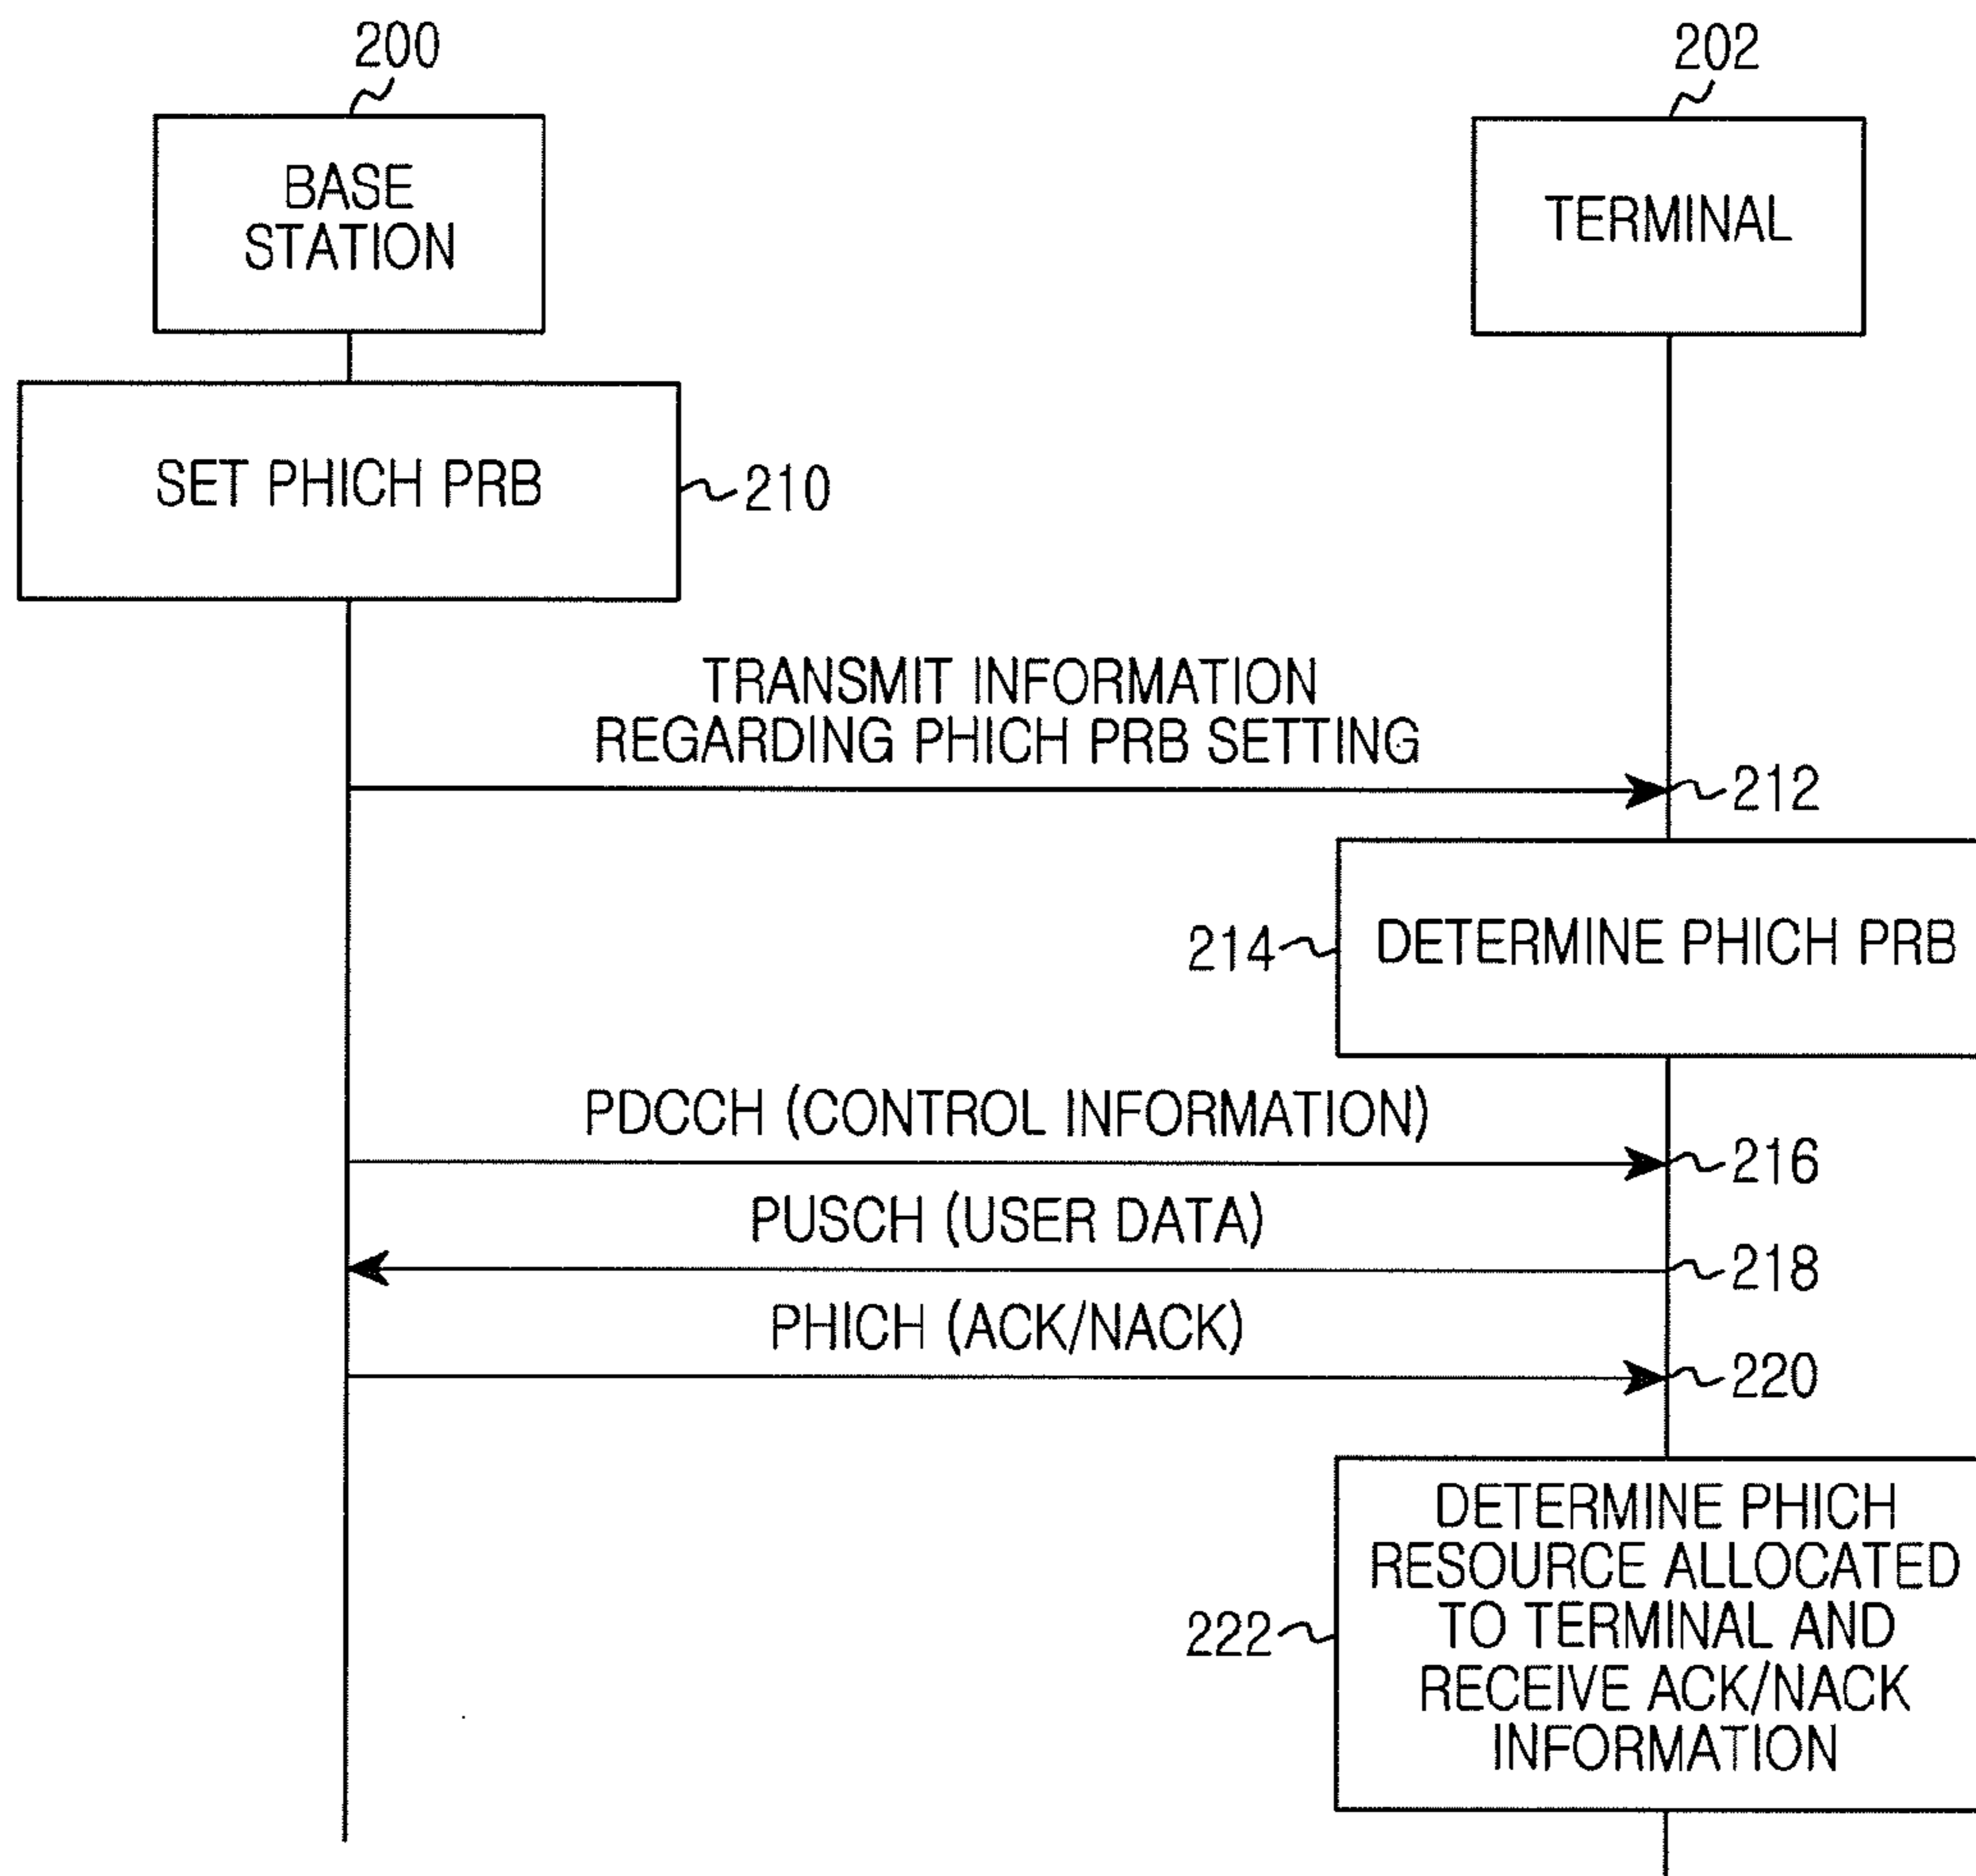 200
202
BASE
STATION
TERMINAL
SET PHICH PRB
210
TRANSMIT INFORMATION
REGARDING PHICH PRB SETTING
212
214
DETERMINE PHICH PRB
PDCCH (CONTROL INFORMATION)
216
PUSCH (USER DATA)
218
PHICH (ACK/NACK)
220
DETERMINE PHICH
RESOURCE ALLOCATED
TO TERMINAL AND
RECEIVE ACK/NACK
INFORMATION
222